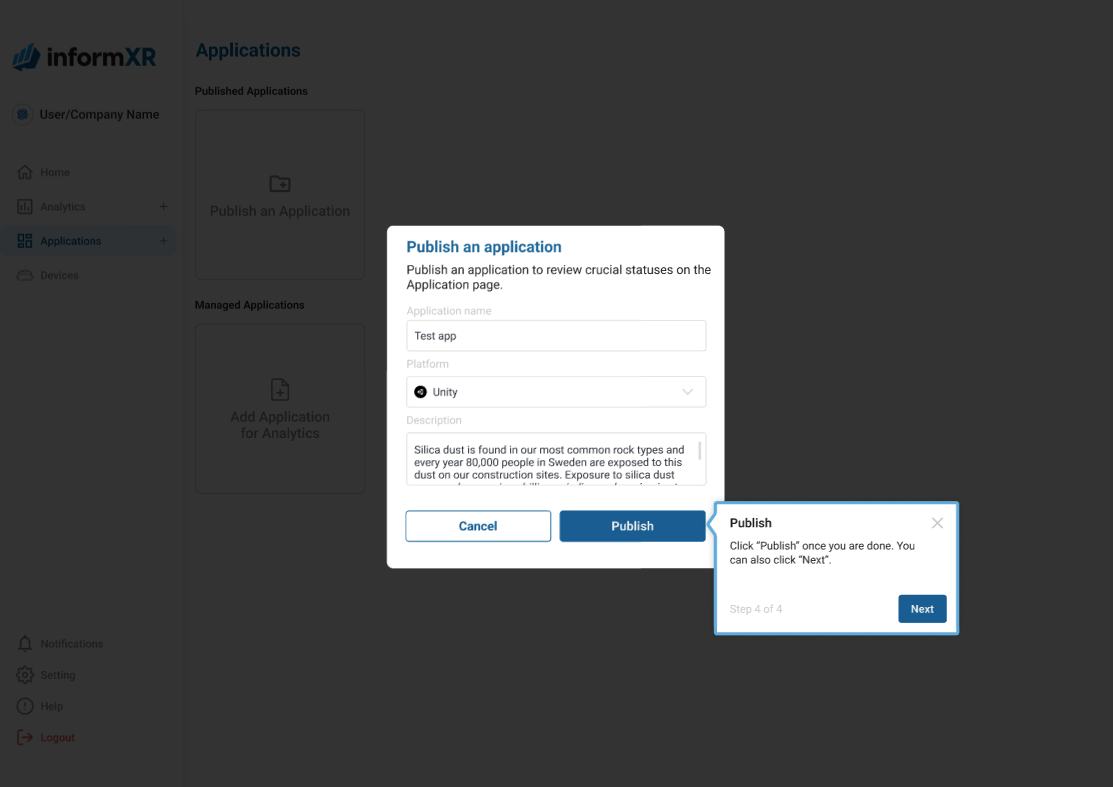 informXR
Applications
Published Applications
User/Company Name
Home
Analytics
Publish an Application
Applications
Devices
Managed Applications
Add Application
for Analytics
Publish an application
Publish an application to review crucial statuses on the
Application page.
Application name
Test app
Platform
Unity
Description
Silica dust is found in our most common rock types and
every year 80,000 people in Sweden are exposed to this
dust on our construction sites. Exposure to silica dust
Cancel
Publish
Publish
Click “Publish” once you are done. You
can also click “Next”.
Step 4 of 4
Next
Notifications
Setting
Help
Logout